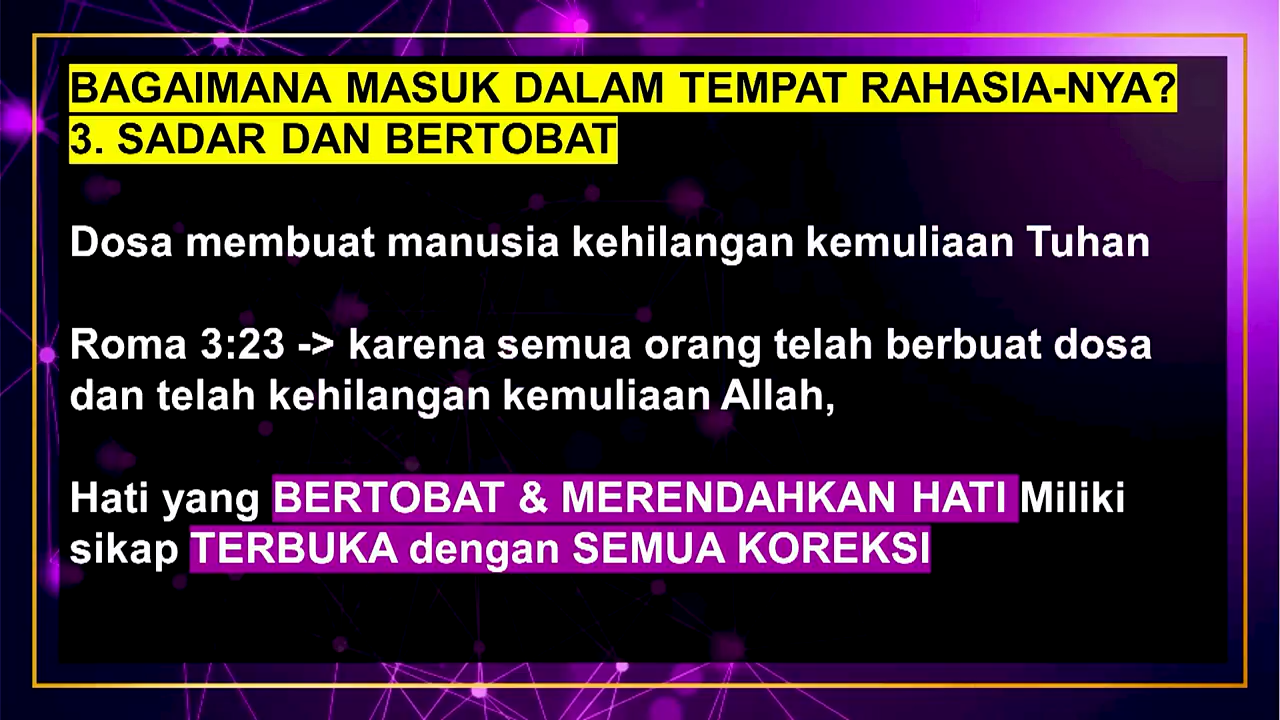 BAGAIMANA MASUK DALAM TEMPAT RAHASIA-NYA?
3. SADAR DAN BERTOBAT
Dosa membuat manusia kehilangan kemuliaan Tuhan
Roma 3:23 -> karena semua orang telah berbuat dosa
dan telah kehilangan kemuliaan Allah,
Hati yang BERTOBAT & MERENDAHKAN HATI Miliki
sikap TERBUKA dengan SEMUA KOREKSI